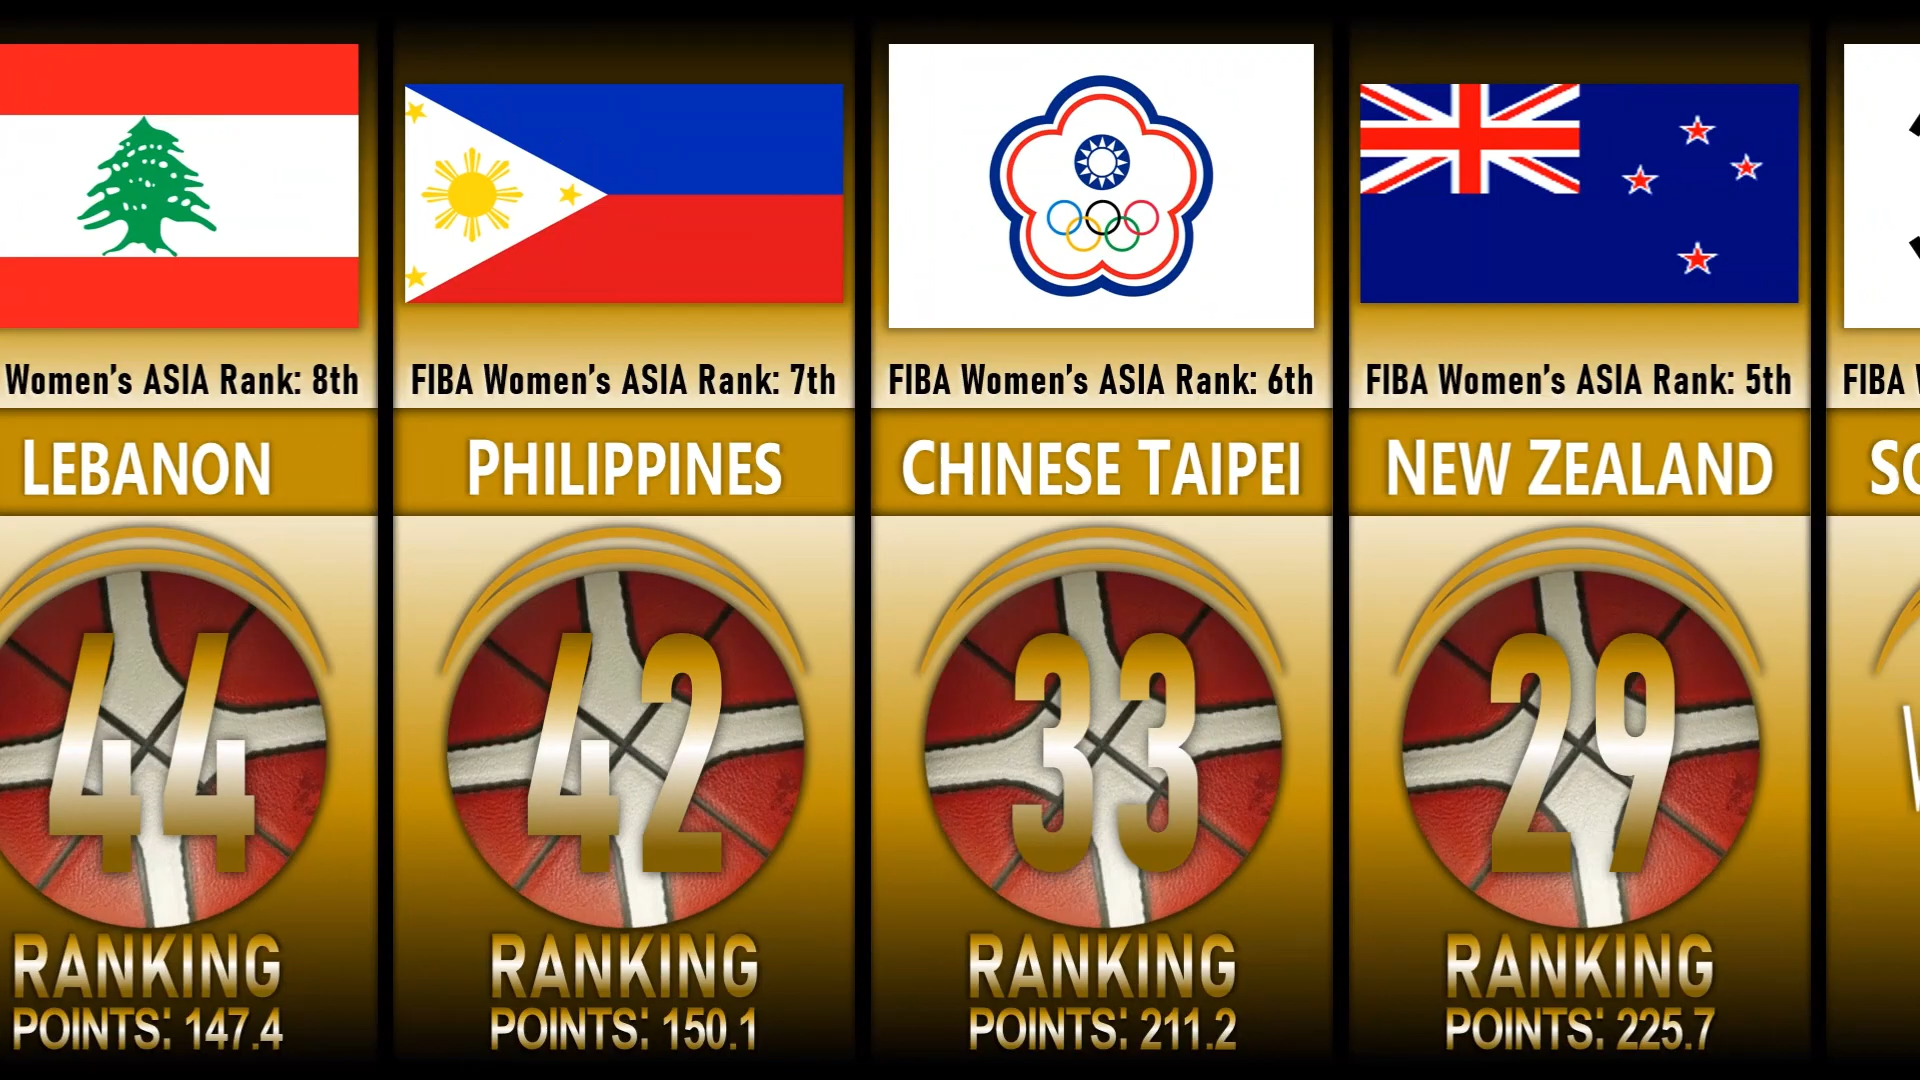 Women's ASIA Rank: 8th
LEBANON
44
RANKING
POINTS: 147.4
FIBA Women's ASIA Rank: 7th
PHILIPPINES
42
RANKING
POINTS: 150.1
FIBA Women's ASIA Rank: 6th
CHINESE TAIPEI
33
RANKING
POINTS: 211.2
FIBA Women's ASIA Rank: 5th
NEW ZEALAND
29
RANKING
POINTS: 225.7
FIBA